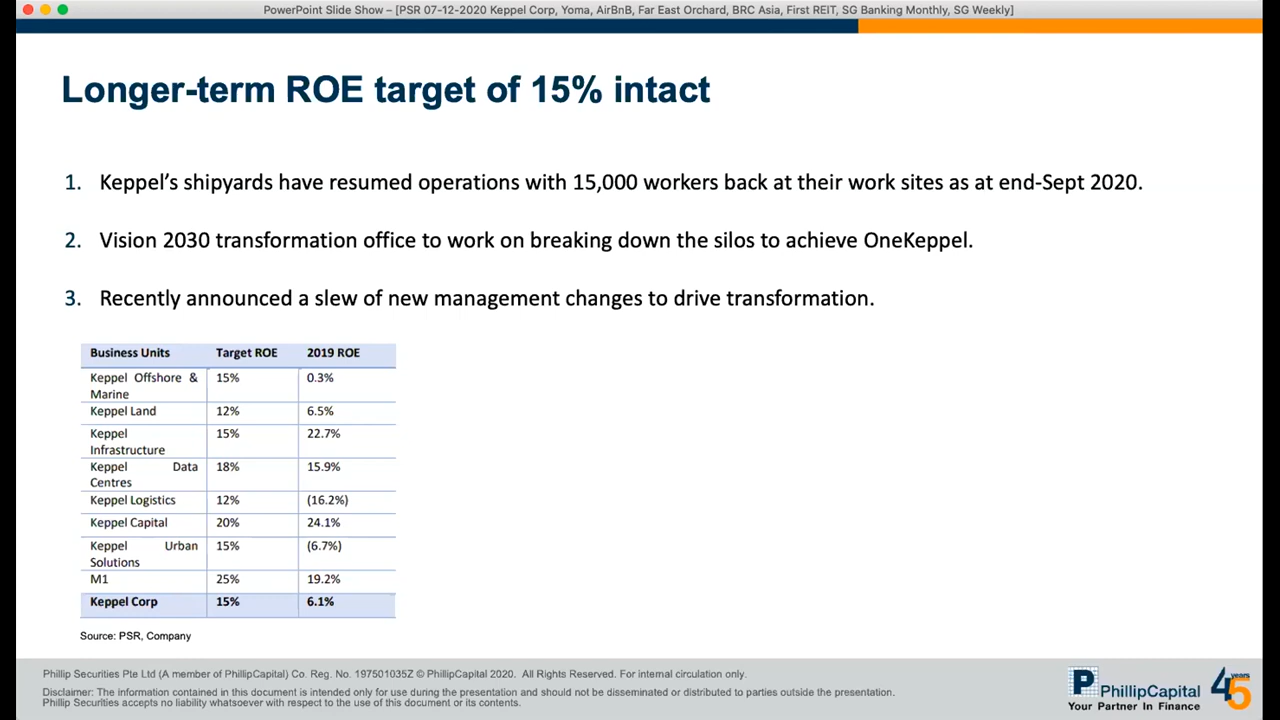 PowerPoint Slide Show – [PSR 07-12-2020 Keppel Corp, Yoma, AirBnB, Far East Orchard, BRC Asia, First REIT, SG Banking Monthly, SG Weekly]
Longer-term ROE target of 15% intact
1. Keppel’s shipyards have resumed operations with 15,000 workers back at their work sites as at end-Sept 2020.
2. Vision 2030 transformation office to work on breaking down the silos to achieve OneKeppel.
3. Recently announced a slew of new management changes to drive transformation.
Business Units Target ROE 2019 ROE
Keppel Offshore & 15% 0.3%
Marine
Keppel Land 12% 6.5%
Keppel 15% 22.7%
Infrastructure
Keppel Data 18% 15.9%
Centres
Keppel Logistics 12% (16.2%)
Keppel Capital 20% 24.1%
Keppel Urban 15% (6.7%)
Solutions
M1 25% 19.2%
Keppel Corp 15% 6.1%
Source: PSR, Company
Phillip Securities Pte Ltd (A member of PhillipCapital) Co. Reg. No. 197501035Z © PhillipCapital 2020. All Rights Reserved. For internal circulation only.
Disclaimer: The information contained in this document is intended only for use during the presentation and should not be disseminated or distributed to parties outside the presentation.
Phillip Securities accepts no liability whatsoever with respect to the use of this document or its contents.
P PhillipCapital
Your Partner In Finance
45 years